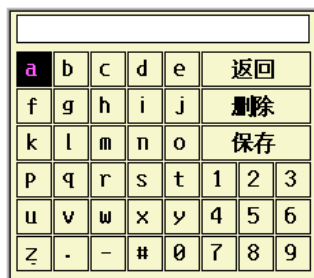 a b c d e 返回
f g h i j 删除
k l m n o 保存
p q r s t 1 2 3
u v w x y 4 5 6
z . - # 0 7 8 9